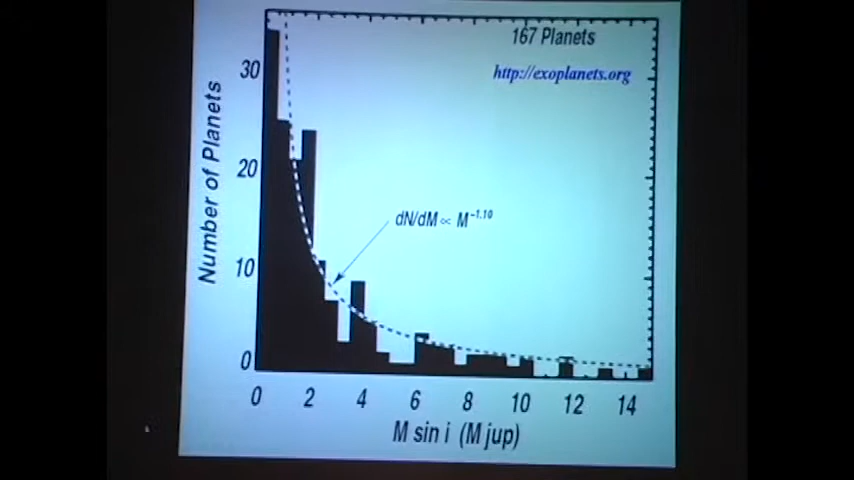 167 Planets
http://exoplanets.org
Number of Planets
30
20
10
0
dN/dM ∝ M⁻¹·¹⁰
0 2 4 6 8 10 12 14
M sin i (M jup)